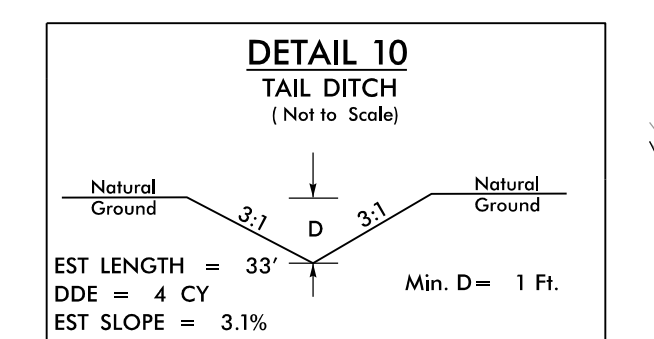 DETAIL 10
TAIL DITCH
( Not to Scale)
Natural
Ground
3:1
D
3:1
Natural
Ground
EST LENGTH = 33'
DDE = 4 CY
EST SLOPE = 3.1%
Min. D = 1 Ft.